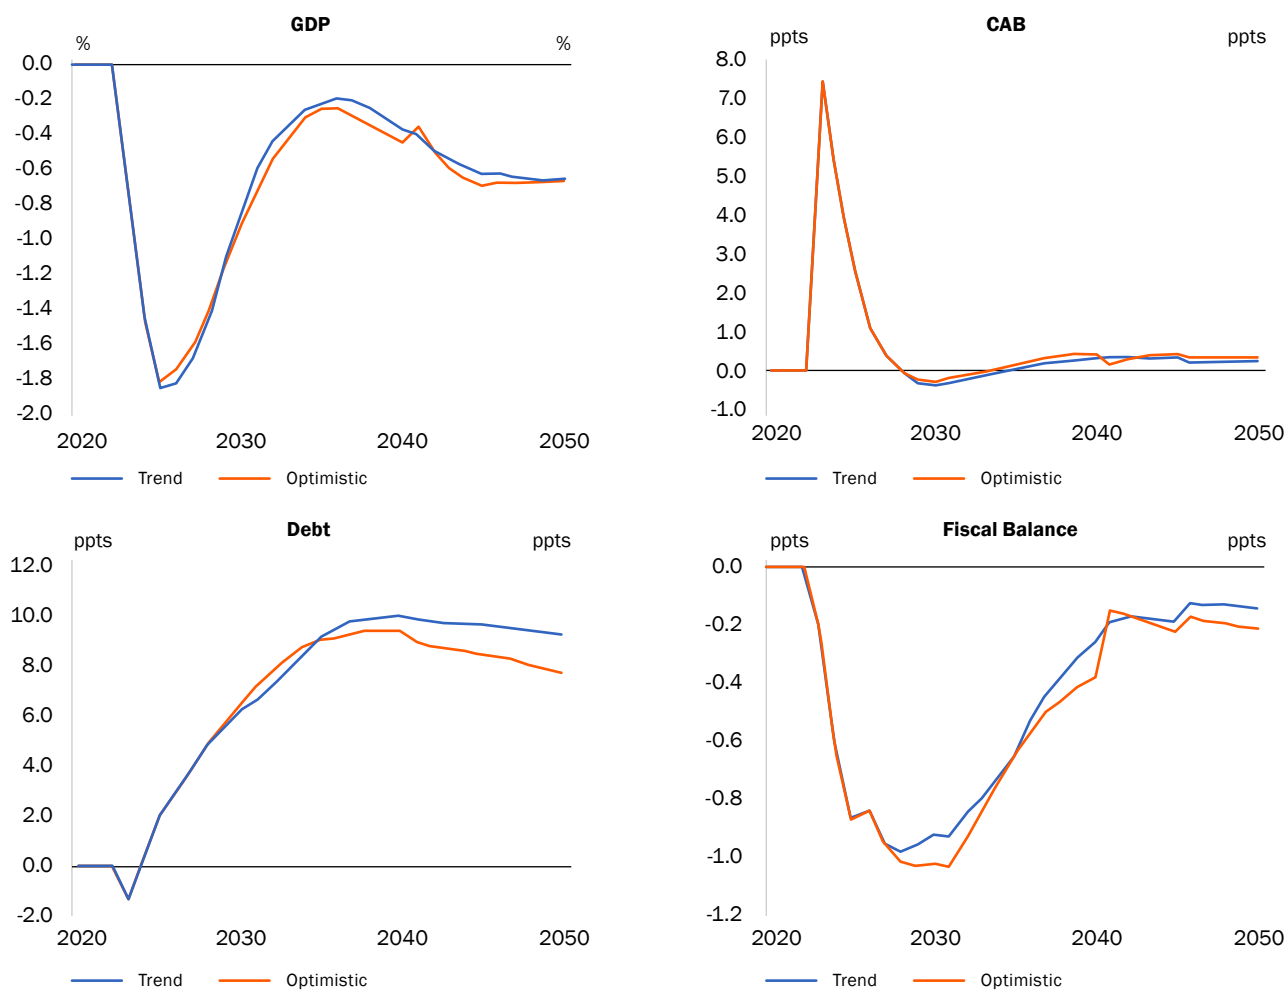 GDP
% %
0.0
-0.2
-0.4
-0.6
-0.8
-1.0
-1.2
-1.4
-1.6
-1.8
-2.0
2020 2030 2040 2050
Trend Optimistic
CAB
ppts ppts
8.0
7.0
6.0
5.0
4.0
3.0
2.0
1.0
0.0
-1.0
2020 2030 2040 2050
Trend Optimistic
Debt
ppts ppts
12.0
10.0
8.0
6.0
4.0
2.0
0.0
-2.0
2020 2030 2040 2050
Trend Optimistic
Fiscal Balance
ppts ppts
0.0
-0.2
-0.4
-0.6
-0.8
-1.0
-1.2
2020 2030 2040 2050
Trend Optimistic